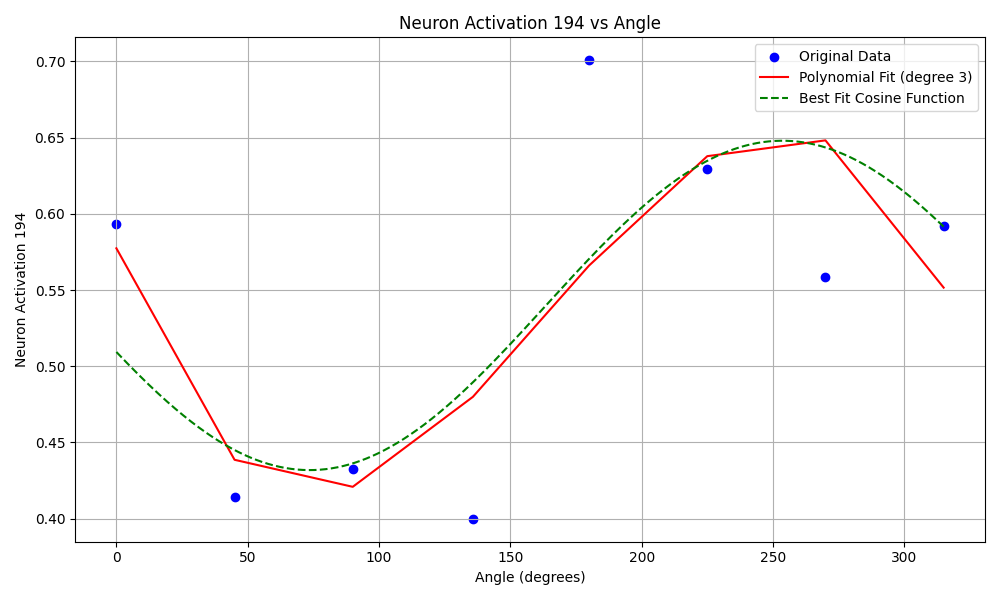 Neuron Activation 194 vs Angle
Original Data
Polynomial Fit (degree 3)
Best Fit Cosine Function
Neuron Activation 194
0.70
0.65
0.60
0.55
0.50
0.45
0.40
0
50
100
150
200
250
300
Angle (degrees)